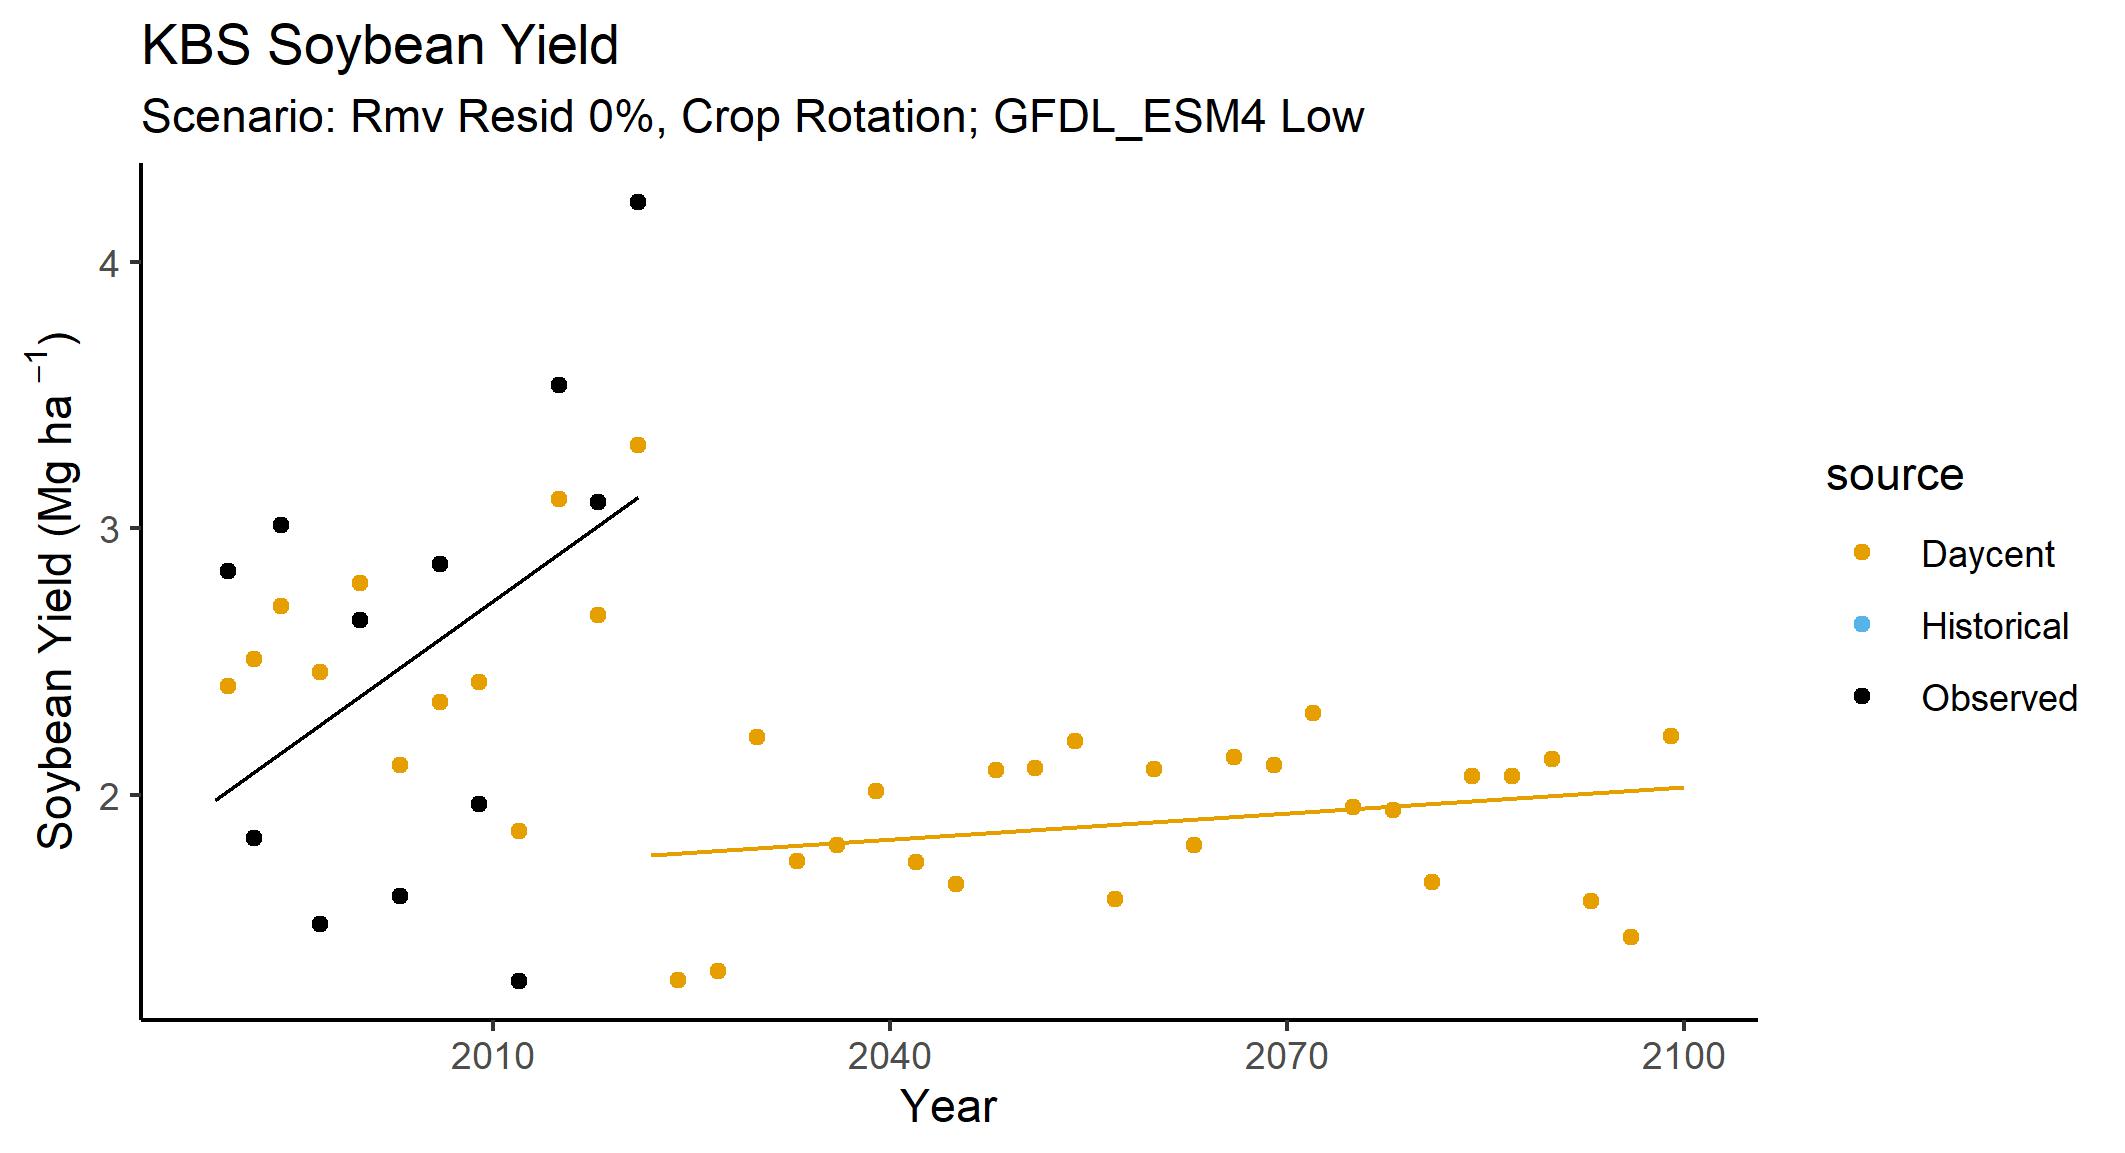 KBS Soybean Yield
Scenario: Rmv Resid 0%, Crop Rotation; GFDL_ESM4 Low
Soybean Yield (Mg ha −1)
4
3
2
2010
2040
2070
2100
Year
source
Daycent
Historical
Observed